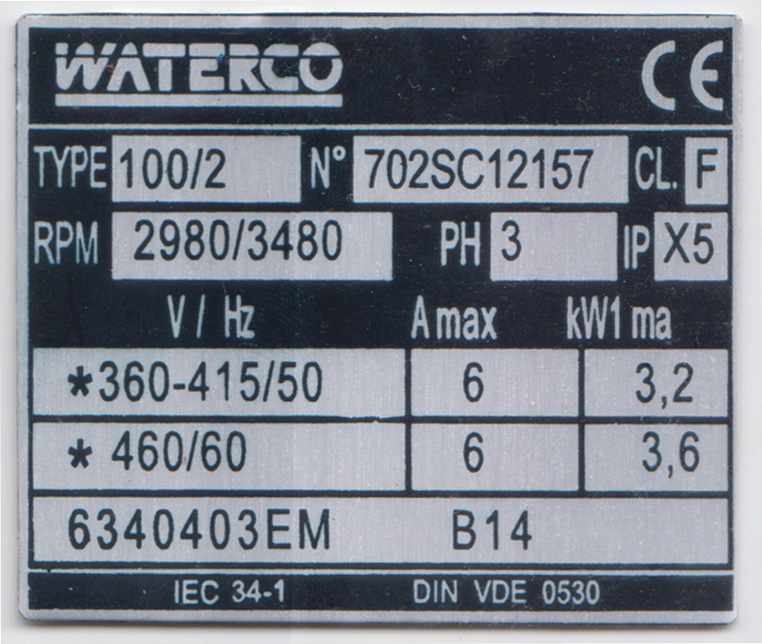 WATERCO CE
TYPE 100/2 N° 702SC12157 CL. F
RPM 2980/3480 PH 3 IP X5
V / Hz A max kW1 ma
*360-415/50 6 3,2
* 460/60 6 3,6
6340403EM B14
IEC 34-1 DIN VDE 0530